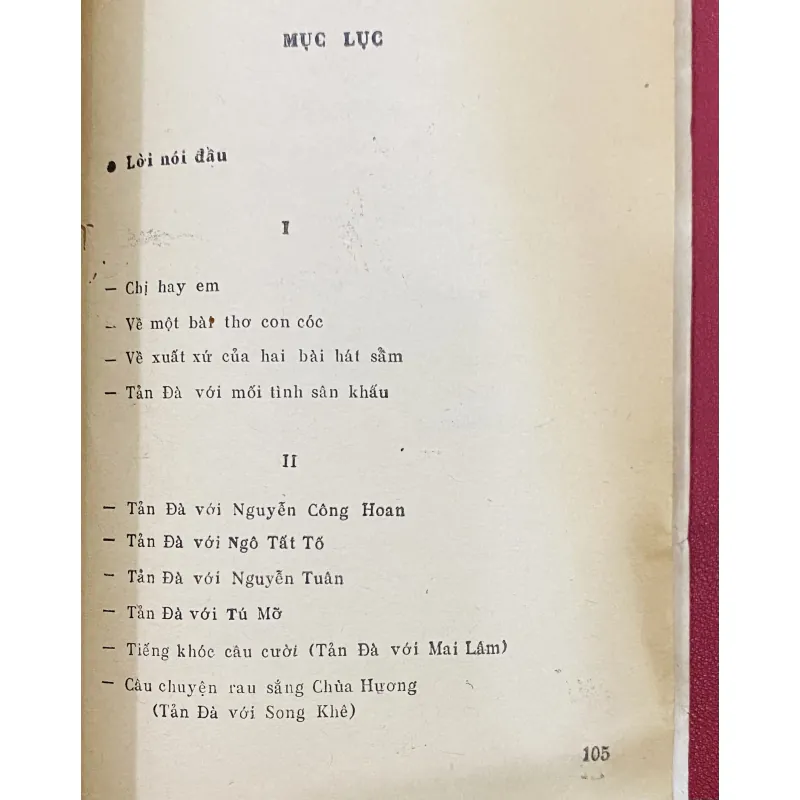 MỤC LỤC
● Lời nói đầu
I
— Chị hay em
— Về một bài thơ con cóc
— Về xuất xứ của hai bài hát sẩm
— Tản Đà với mối tình sân khấu
II
— Tản Đà với Nguyễn Công Hoan
— Tản Đà với Ngô Tất Tố
— Tản Đà với Nguyễn Tuân
— Tản Đà với Tú Mỡ
— Tiếng khóc câu cười (Tản Đà với Mai Lâm)
— Câu chuyện rau sắng Chùa Hương
(Tản Đà với Song Khê)
105